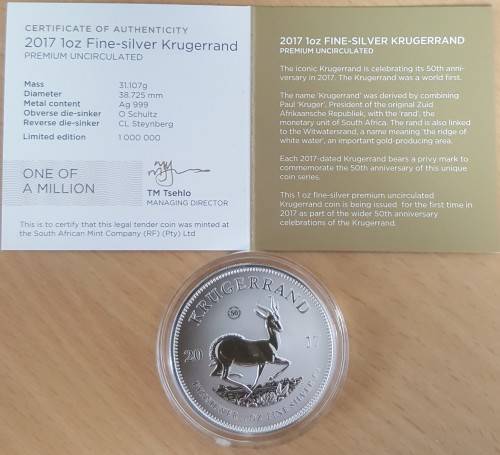 CERTIFICATE OF AUTHENTICITY
2017 1oz Fine-silver Krugerrand
PREMIUM UNCIRCULATED
Mass 31.107g
Diameter 38.725 mm
Metal content Ag 999
Obverse die-sinker O Schultz
Reverse die-sinker CL Steynberg
Limited edition 1 000 000
ONE OF
A MILLION
TM Tsehlo
MANAGING DIRECTOR
This is to certify that this legal tender coin was minted at
the South African Mint Company (RF) (Pty) Ltd
2017 1oz FINE-SILVER KRUGERRAND
PREMIUM UNCIRCULATED
The iconic Krugerrand is celebrating its 50th anni-
versary in 2017. The Krugerrand was a world first.
The name 'Krugerrand' was derived by combining
Paul 'Kruger', President of the original Zuid
Afrikaansche Republiek, with the 'rand', the
monetary unit of South Africa. The rand is also linked
to the Witwatersrand, a name meaning 'the ridge of
white water', an important gold-producing area.
Each 2017-dated Krugerrand bears a privy mark to
commemorate the 50th anniversary of this unique
coin series.
This 1 oz fine-silver premium uncirculated
Krugerrand coin is being issued for the first time in
2017 as part of the wider 50th anniversary
celebrations of the Krugerrand.
KRUGERRAND
50
20 17
FINE SILVER